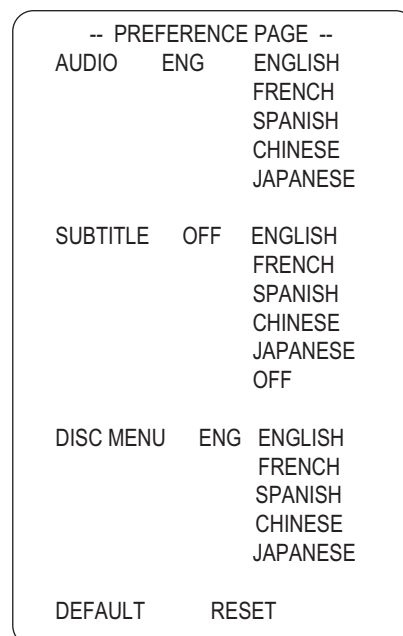 -- PREFERENCE PAGE --
AUDIO ENG ENGLISH
FRENCH
SPANISH
CHINESE
JAPANESE
SUBTITLE OFF ENGLISH
FRENCH
SPANISH
CHINESE
JAPANESE
OFF
DISC MENU ENG ENGLISH
FRENCH
SPANISH
CHINESE
JAPANESE
DEFAULT RESET